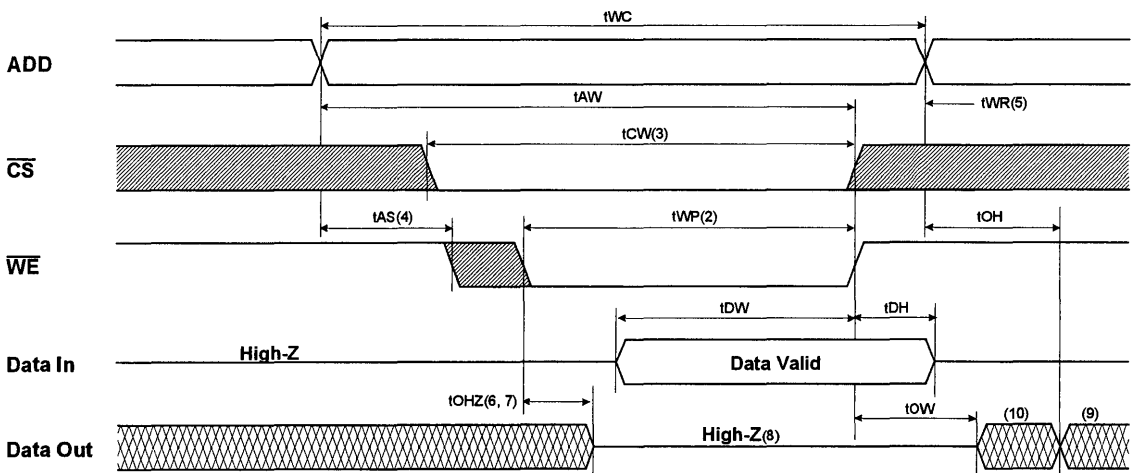 tWC
ADD
tAW
tWR(5)
tCW(3)
CS
tAS(4)
tWP(2)
tOH
WE
tDW
tDH
High-Z
Data In
Data Valid
tOHZ(6, 7)
tOW
(10)
(9)
High-Z(8)
Data Out